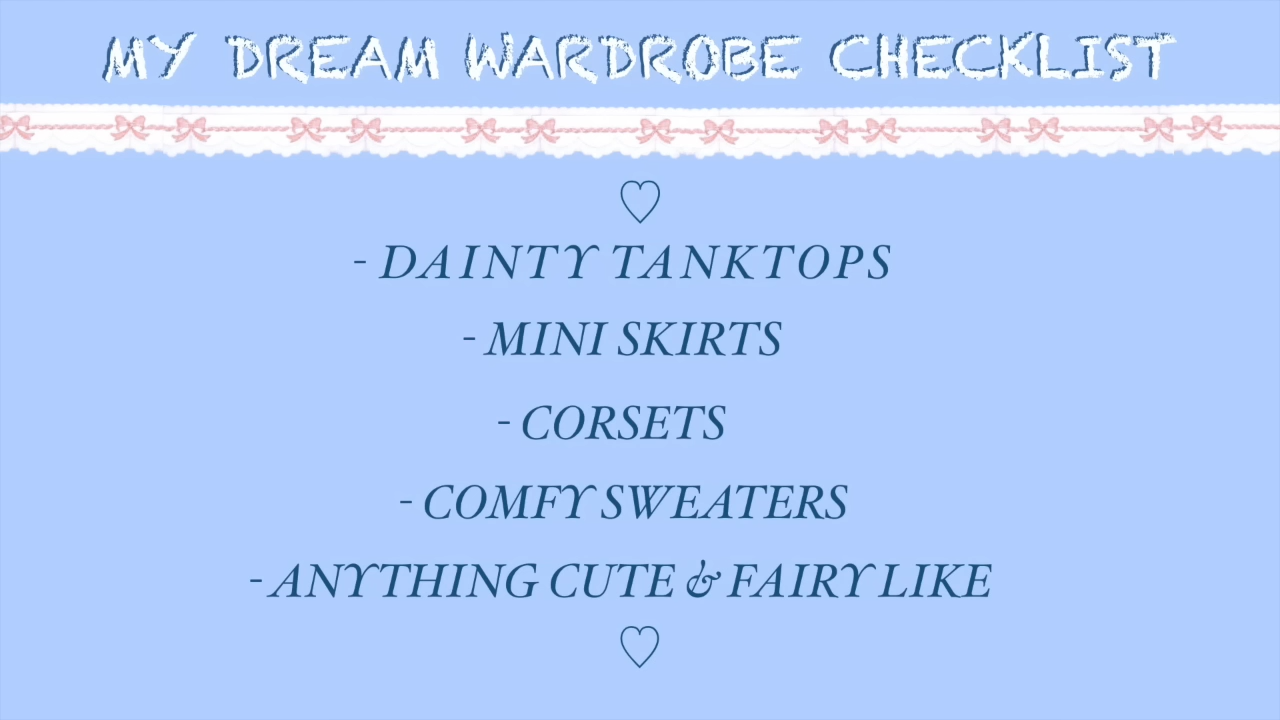 MY DREAM WARDROBE CHECKLIST
♡
- DAINTY TANKTOPS
- MINI SKIRTS
- CORSETS
- COMFY SWEATERS
- ANYTHING CUTE & FAIRY LIKE
♡